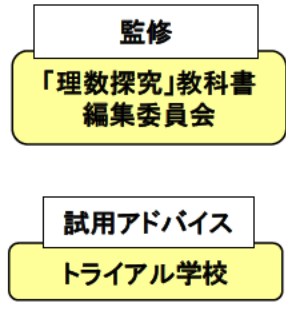 監修
「理数探究」教科書
編集委員会
試用アドバイス
トライアル学校